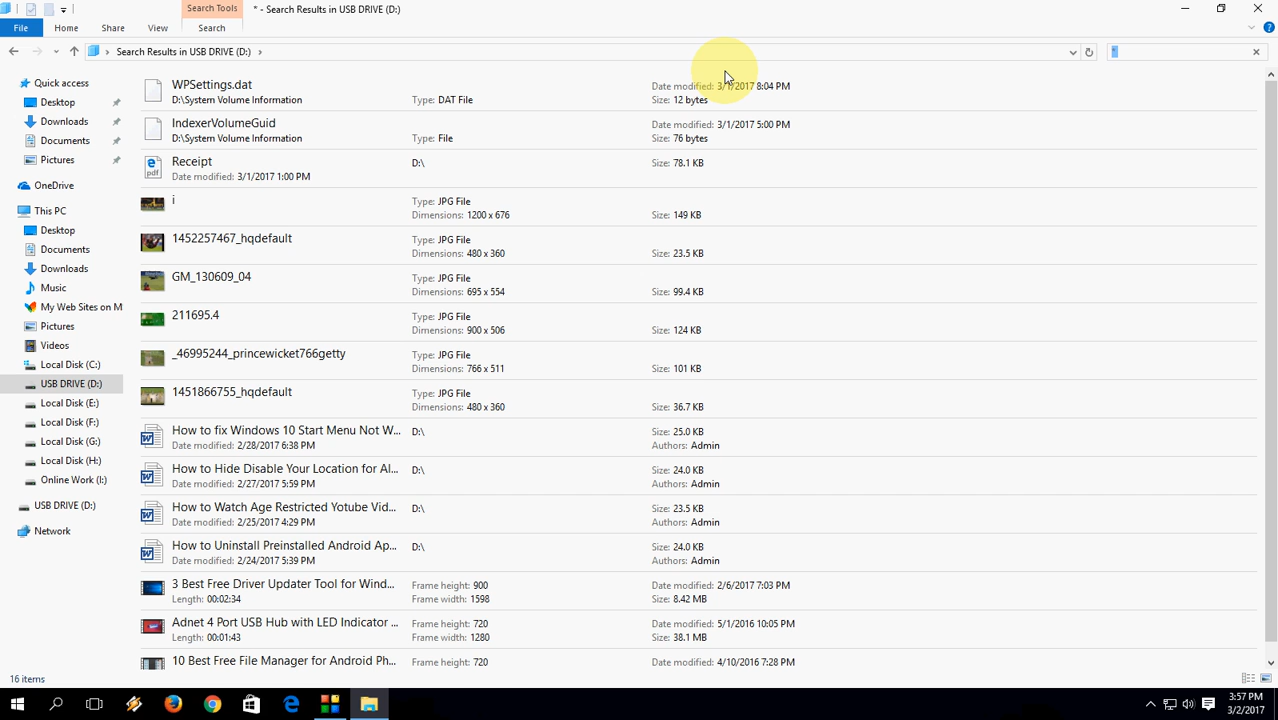 Search Tools
* - Search Results in USB DRIVE (D:)
File Home Share View Search
Search Results in USB DRIVE (D:)
Quick access
Desktop
Downloads
Documents
Pictures
OneDrive
This PC
Desktop
Documents
Downloads
Music
My Web Sites on M
Pictures
Videos
Local Disk (C:)
USB DRIVE (D:)
Local Disk (E:)
Local Disk (F:)
Local Disk (G:)
Local Disk (H:)
Online Work (I:)
USB DRIVE (D:)
Network
WPSettings.dat Date modified: 3/1/2017 8:04 PM
D:\System Volume Information Type: DAT File Size: 12 bytes
IndexerVolumeGuid Date modified: 3/1/2017 5:00 PM
D:\System Volume Information Type: File Size: 76 bytes
Receipt D:\ Size: 78.1 KB
Date modified: 3/1/2017 1:00 PM
i Type: JPG File
Dimensions: 1200 x 676 Size: 149 KB
1452257467_hqdefault Type: JPG File
Dimensions: 480 x 360 Size: 23.5 KB
GM_130609_04 Type: JPG File
Dimensions: 695 x 554 Size: 99.4 KB
211695.4 Type: JPG File
Dimensions: 900 x 506 Size: 124 KB
_46995244_princewicket766getty Type: JPG File
Dimensions: 766 x 511 Size: 101 KB
1451866755_hqdefault Type: JPG File
Dimensions: 480 x 360 Size: 36.7 KB
How to fix Windows 10 Start Menu Not W... D:\ Size: 25.0 KB
Date modified: 2/28/2017 6:38 PM Authors: Admin
How to Hide Disable Your Location for Al... D:\ Size: 24.0 KB
Date modified: 2/27/2017 5:59 PM Authors: Admin
How to Watch Age Restricted Yotube Vid... D:\ Size: 23.5 KB
Date modified: 2/25/2017 4:29 PM Authors: Admin
How to Uninstall Preinstalled Android Ap... D:\ Size: 24.0 KB
Date modified: 2/24/2017 5:39 PM Authors: Admin
3 Best Free Driver Updater Tool for Wind... Frame height: 900 Date modified: 2/6/2017 7:03 PM
Length: 00:02:34 Frame width: 1598 Size: 8.42 MB
Adnet 4 Port USB Hub with LED Indicator ... Frame height: 720 Date modified: 5/1/2016 10:05 PM
Length: 00:01:43 Frame width: 1280 Size: 38.1 MB
10 Best Free File Manager for Android Ph... Frame height: 720 Date modified: 4/10/2016 7:28 PM
16 items
3:57 PM
3/2/2017